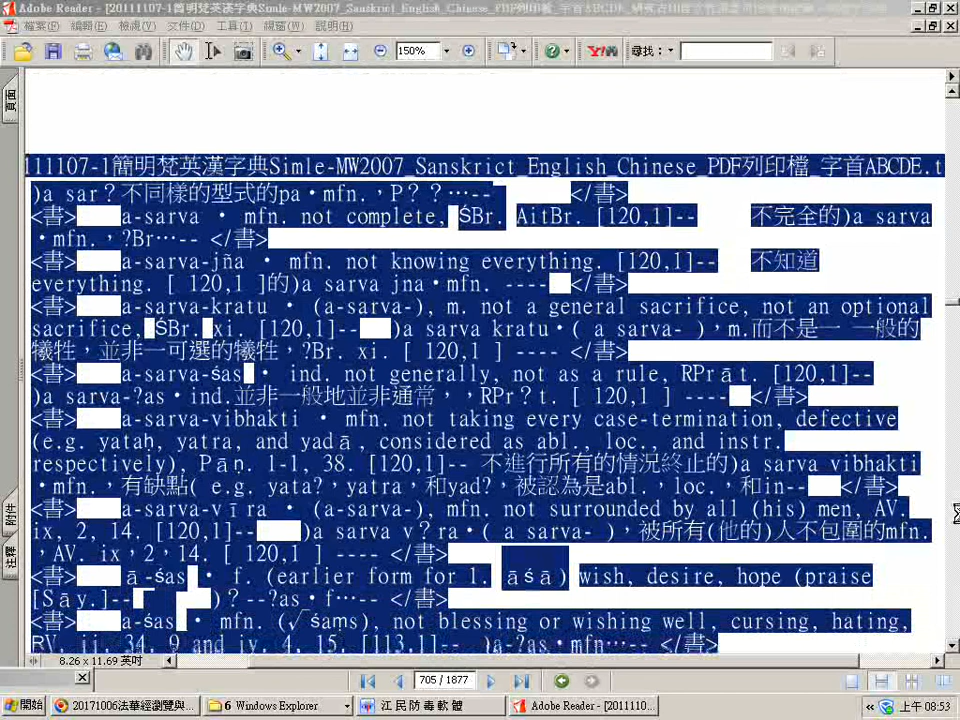 Adobe Reader - [20111107-1簡明梵英漢字典Simle-MW2007_Sanskrict_English_Chinese_PDF列印檔_字首ABCDE
檔案(F) 編輯(E) 檢視(V) 文件(D) 工具(T) 視窗(W) 說明(H)
150% Y! 尋找：
頁面
111107-1簡明梵英漢字典Simle-MW2007_Sanskrict_English_Chinese_PDF列印檔_字首ABCDE.t
)a sar？不同樣的型式的pa‧mfn.，P？？…--  </書>
<書> a-sarva ‧ mfn. not complete, ŚBr. AitBr. [120,1]-- 不完全的)a sarva
‧mfn.，?Br…-- </書>
<書> a-sarva-jña ‧ mfn. not knowing everything. [120,1]-- 不知道
everything. [ 120,1 ]的)a sarva jna‧mfn. ---- </書>
<書> a-sarva-kratu ‧ (a-sarva-), m. not a general sacrifice, not an optional
sacrifice, ŚBr. xi. [120,1]-- )a sarva kratu‧( a sarva- )，m.而不是一 一般的
犧牲，並非一可選的犧牲，?Br. xi. [ 120,1 ] ---- </書>
<書> a-sarva-śas ‧ ind. not generally, not as a rule, RPrāt. [120,1]--
)a sarva-?as‧ind.並非一般地並非通常，,RPr？t. [ 120,1 ] ---- </書>
<書> a-sarva-vibhakti ‧ mfn. not taking every case-termination, defective
(e.g. yataḥ, yatra, and yadā, considered as abl., loc., and instr.
respectively), Pāṇ. 1-1, 38. [120,1]-- 不進行所有的情況終止的)a sarva vibhakti
‧mfn.，有缺點( e.g. yata?，yatra，和yad?，被認為是abl.，loc.，和in-- </書>
<書> a-sarva-vīra ‧ (a-sarva-), mfn. not surrounded by all (his) men, AV.
ix, 2, 14. [120,1]-- )a sarva v？ra‧( a sarva- )，被所有(他的)人不包圍的mfn.
，AV. ix，2，14. [ 120,1 ] ---- </書>
<書> ā-śas ‧ f. (earlier form for 1. āśā) wish, desire, hope (praise
[Sāy.]-- )？--?as‧f…-- </書>
<書> a-śas ‧ mfn. (√śaṃs), not blessing or wishing well, cursing, hating,
RV. ii, 34, 9 and iv, 4, 15. [113,1]-- )a-?as‧mfn…-- </書>
附件
注釋
8.26 x 11.69 英吋
705 / 1877
開始 20171006法華經瀏覽與... 6 Windows Explorer 江民防毒軟體 Adobe Reader - [2011110... 上午 08:53